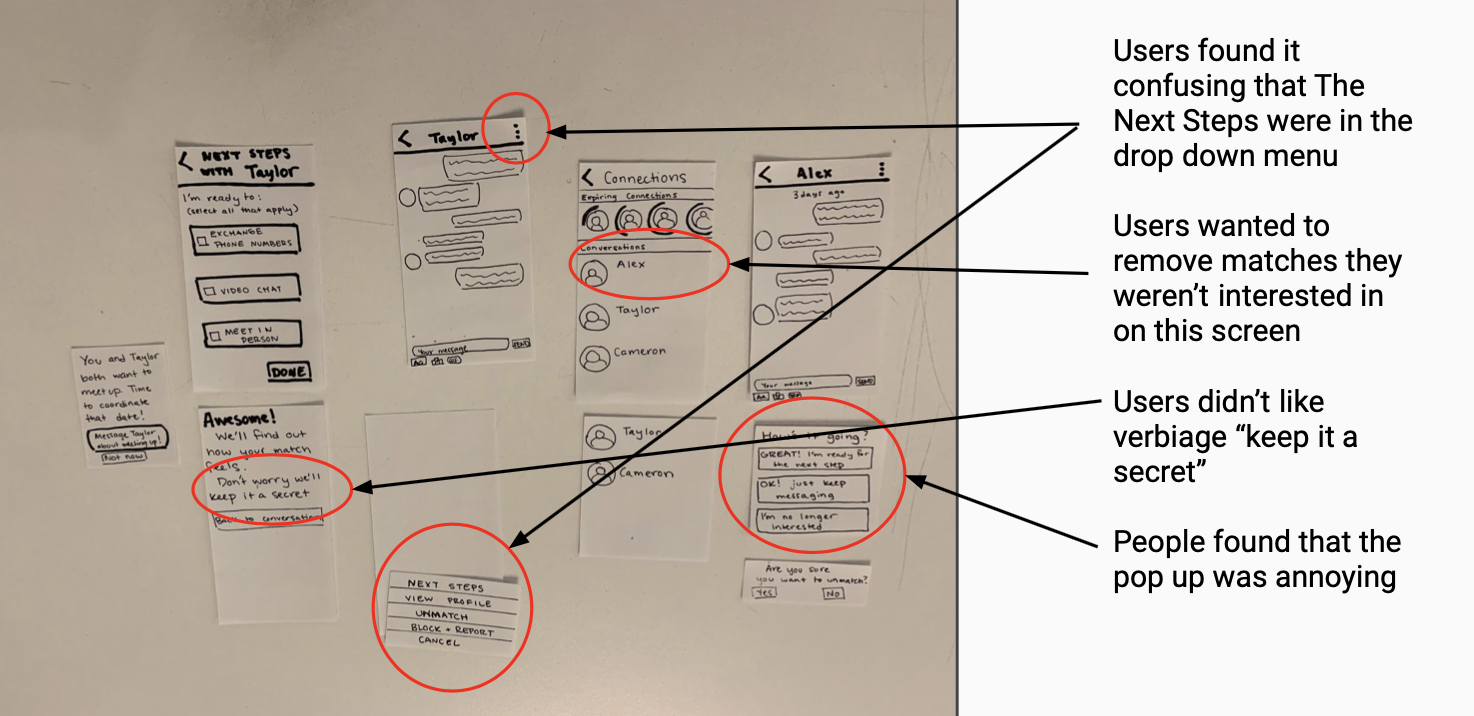 NEXT STEPS
WITH Taylor
I'm ready to:
(select all that apply)
EXCHANGE
PHONE NUMBERS
VIDEO CHAT
MEET IN
PERSON
DONE
Taylor
Your message
SEND
Aa
Connections
Expiring Connections
Conversations
Alex
Taylor
Cameron
Alex
3 days ago
Your message
SEND
Aa
You and Taylor
both want to
meet up. Time
to coordinate
that date!
Message Taylor
about meeting up!
Not now
Awesome!
We'll find out
how your match
feels.
Don't worry we'll
keep it a secret
Back to conversation
NEXT STEPS
VIEW PROFILE
UNMATCH
BLOCK + REPORT
CANCEL
Taylor
Cameron
How's it going?
GREAT! I'm ready for
the next step
OK! just keep
messaging
I'm no longer
interested
Are you sure
you want to unmatch?
Yes No
Users found it
confusing that The
Next Steps were in the
drop down menu
Users wanted to
remove matches they
weren't interested in
on this screen
Users didn't like
verbiage “keep it a
secret”
People found that the
pop up was annoying